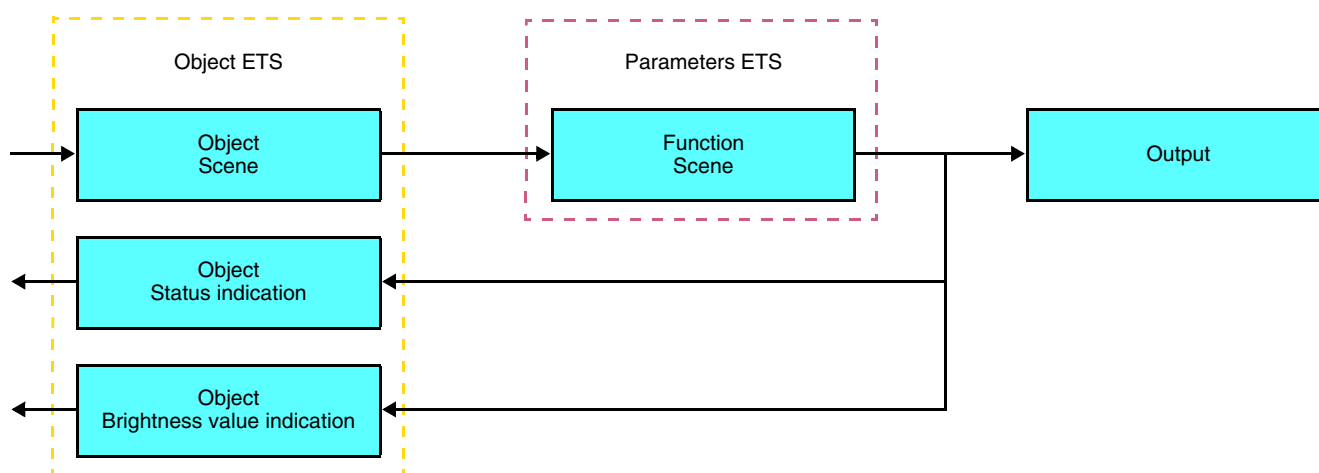 Object ETS
Parameters ETS
Object
Scene
Function
Scene
Output
Object
Status indication
Object
Brightness value indication